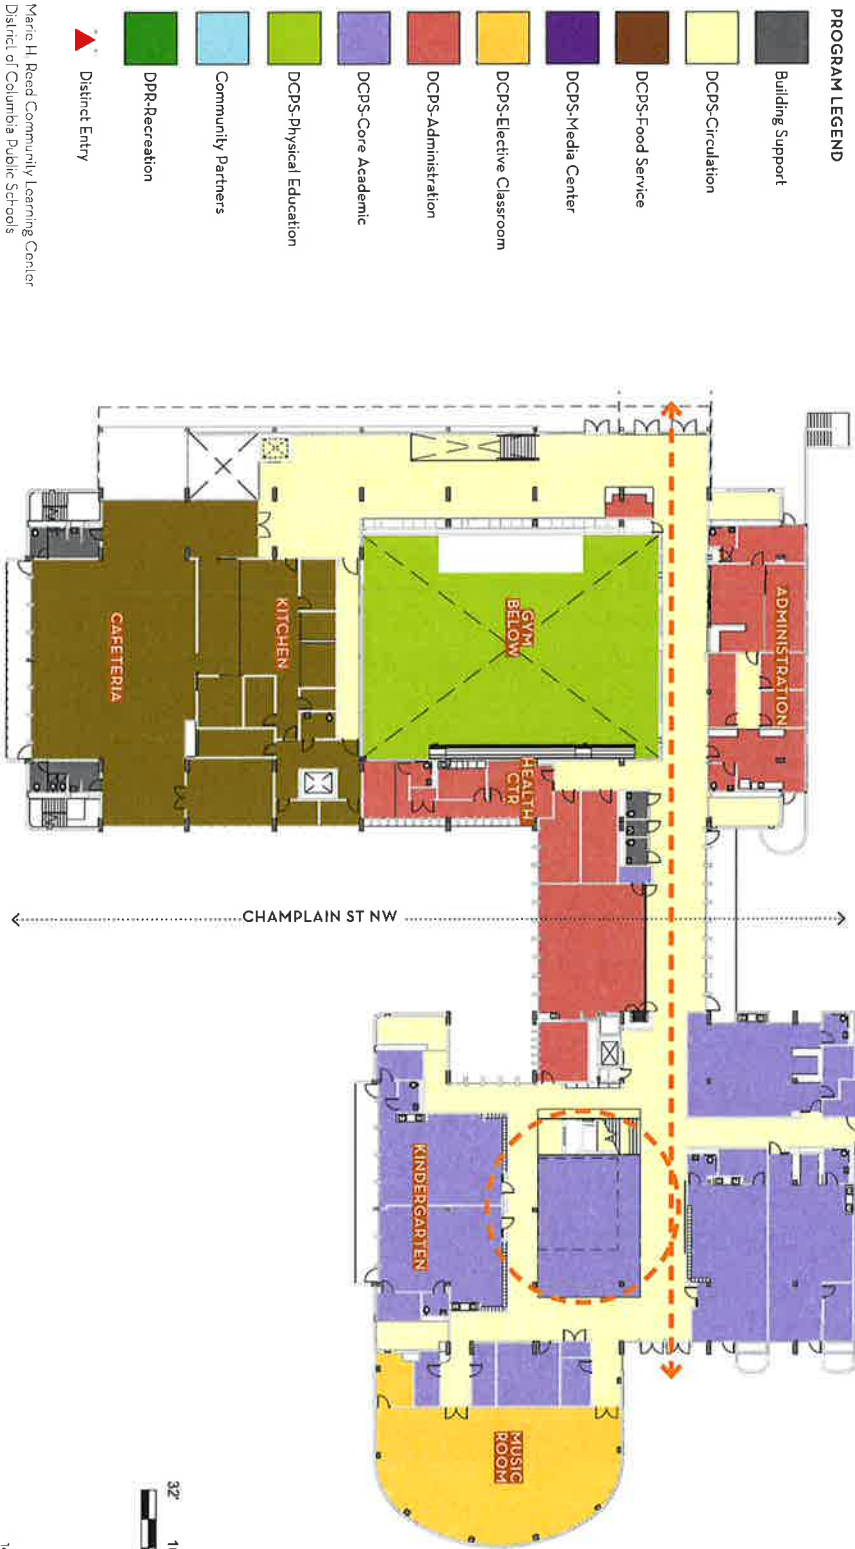 PROGRAM LEGEND
Building Support
DCPS-Circulation
DCPS-Food Service
DCPS-Media Center
DCPS-Elective Classroom
DCPS-Administration
DCPS-Core Academic
DCPS-Physical Education
Community Partners
DPR-Recreation
Distinct Entry
Marie H. Reed Community Learning Center
District of Columbia Public Schools
ADMINISTRATION
GYM
BELOW
KITCHEN
CAFETERIA
HEALTH
CTR
CHAMPLAIN ST NW
KINDERGARTEN
MUSIC
ROOM
32'